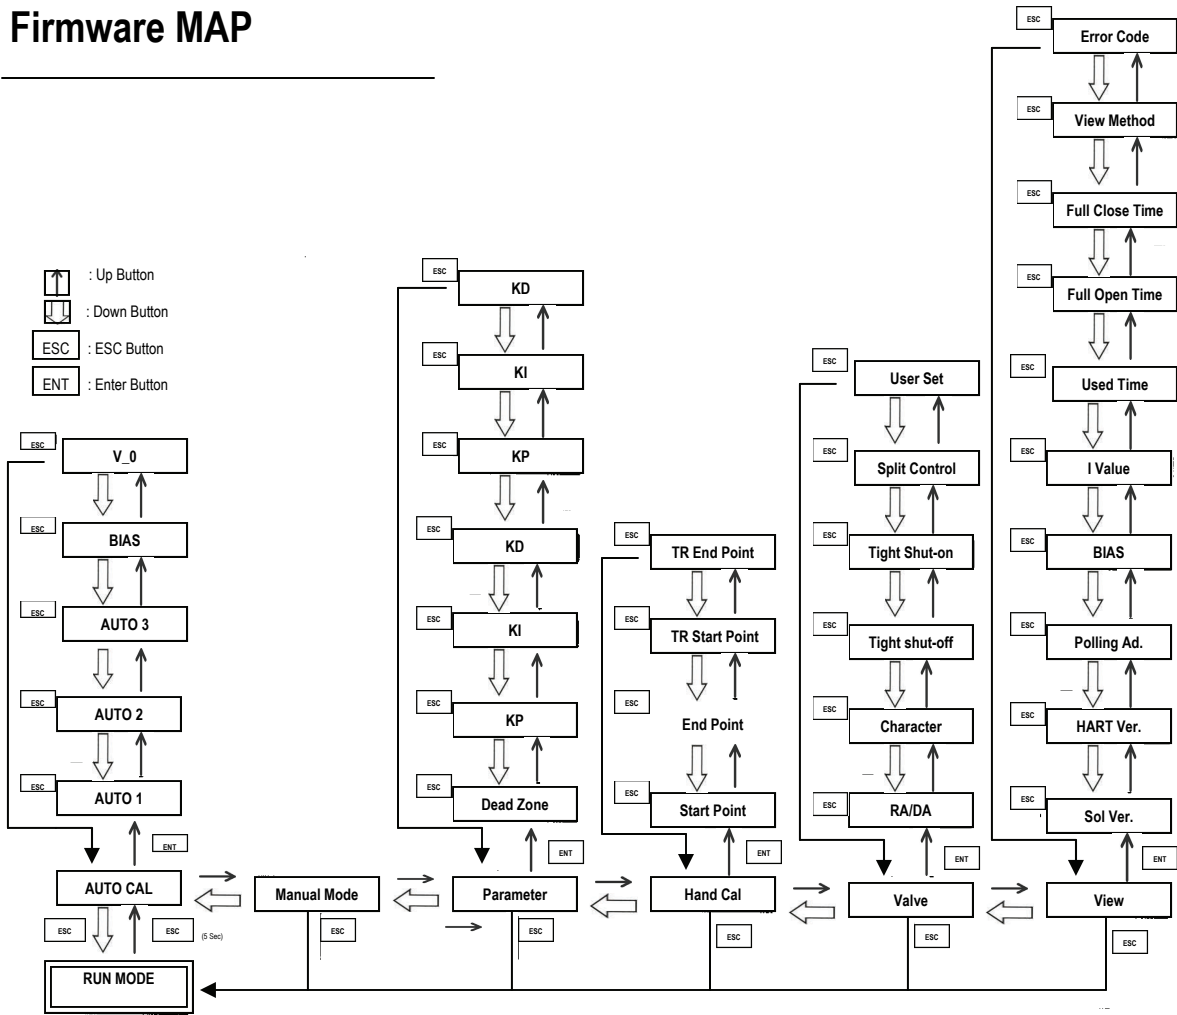 Firmware MAP
: Up Button
: Down Button
ESC : ESC Button
ENT : Enter Button
ESC
V_0
ESC
BIAS
ESC
AUTO 3
ESC
AUTO 2
ESC
AUTO 1
ENT
AUTO CAL
ESC
ESC
(5 Sec)
RUN MODE
Manual Mode
ESC
ESC
KD
ESC
KI
ESC
KP
ESC
KD
ESC
KI
ESC
KP
ESC
Dead Zone
ENT
Parameter
ESC
ESC
TR End Point
ESC
TR Start Point
ESC
End Point
ESC
Start Point
ENT
Hand Cal
ESC
ESC
User Set
ESC
Split Control
ESC
Tight Shut-on
ESC
Tight shut-off
ESC
Character
ESC
RA/DA
ENT
Valve
ESC
ESC
Error Code
ESC
View Method
ESC
Full Close Time
ESC
Full Open Time
ESC
Used Time
ESC
I Value
ESC
BIAS
ESC
Polling Ad.
ESC
HART Ver.
ESC
Sol Ver.
ENT
View
ESC